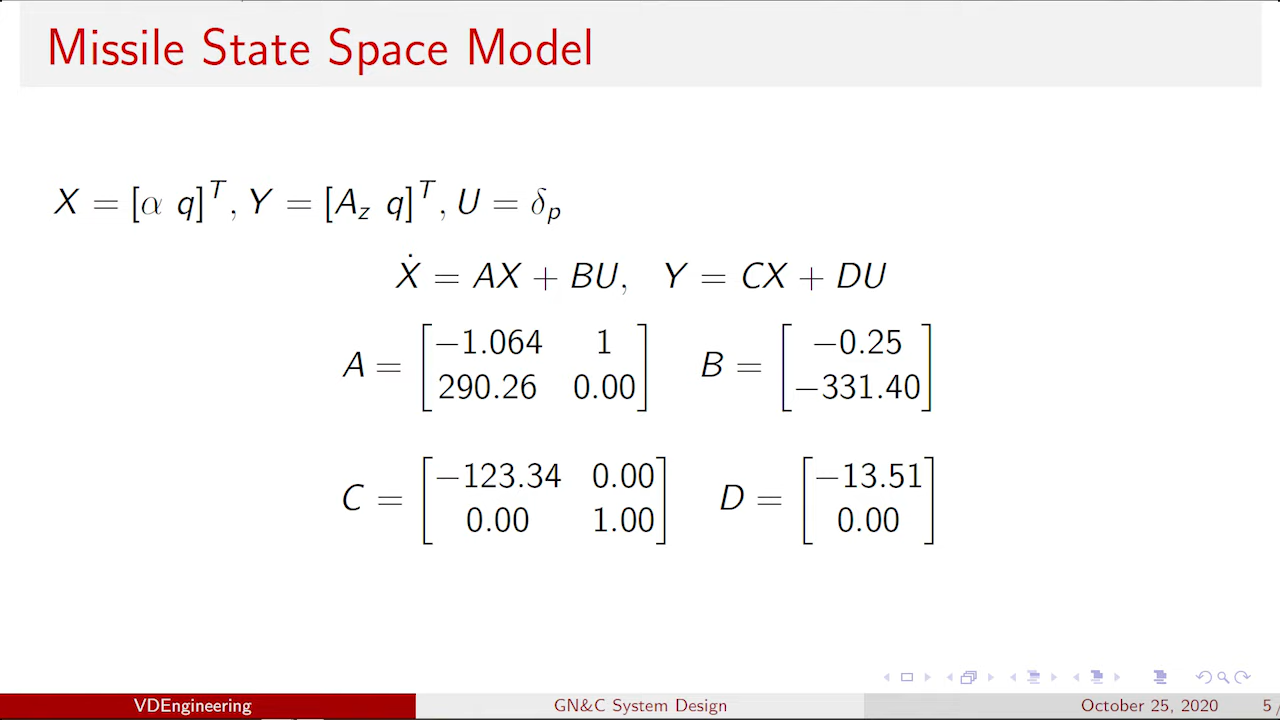 Missile State Space Model
X = [α q]^T, Y = [A_z q]^T, U = δ_p
Ẋ = AX + BU, Y = CX + DU
A = [−1.064 1; 290.26 0.00] B = [−0.25; −331.40]
C = [−123.34 0.00; 0.00 1.00] D = [−13.51; 0.00]
VDEngineering GN&C System Design October 25, 2020 5/